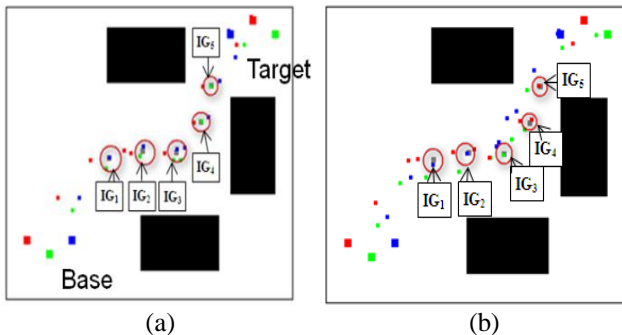 IG₅
Target
IG₄
IG₁ IG₂ IG₃
Base
(a)
IG₅
IG₄
IG₃
IG₁ IG₂
(b)